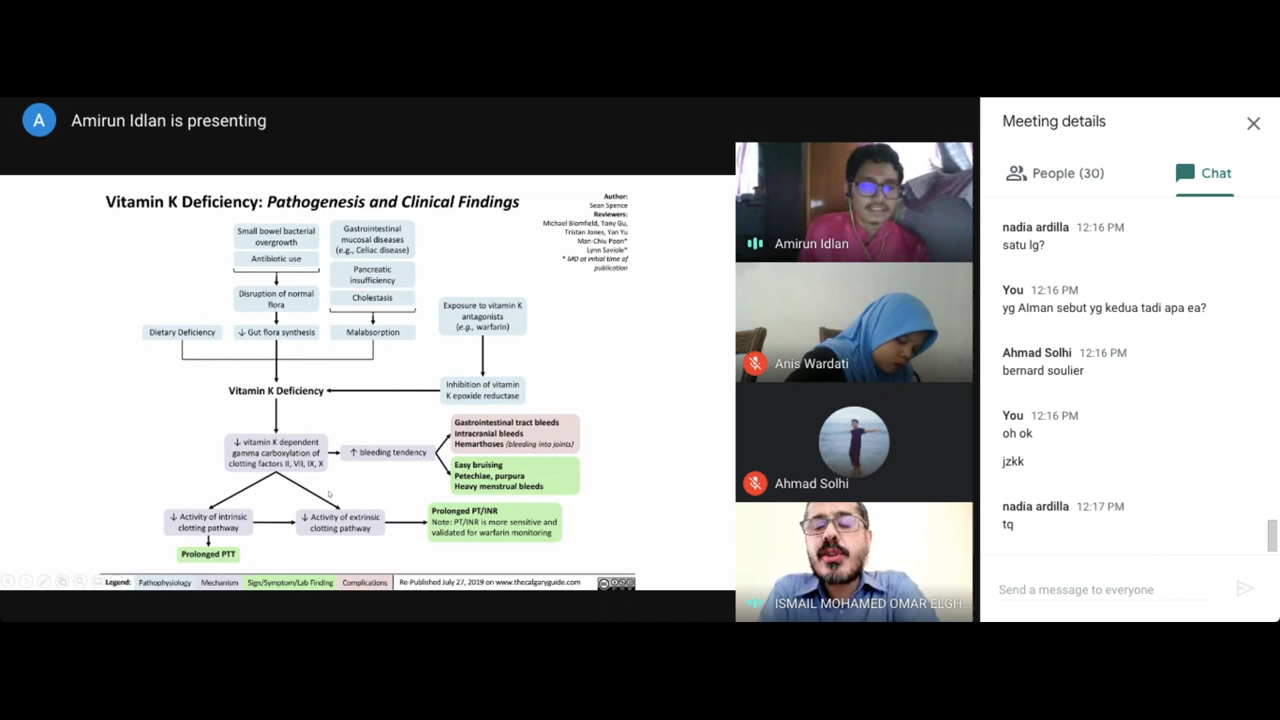 A
Amirun Idlan is presenting
Vitamin K Deficiency: Pathogenesis and Clinical Findings
Author:
Sean Spence
Reviewers:
Michael Blomfield, Tony Gu,
Tristan Jones, Yan Yu
Man-Chiu Poon*
Lynn Saviole*
* MD at initial time of
publication
Small bowel bacterial
overgrowth
Antibiotic use
Gastrointestinal
mucosal diseases
(e.g., Celiac disease)
Pancreatic
insufficiency
Cholestasis
Disruption of normal
flora
Exposure to vitamin K
antagonists
(e.g., warfarin)
Dietary Deficiency
↓ Gut flora synthesis
Malabsorption
Vitamin K Deficiency
Inhibition of vitamin
K epoxide reductase
↓ vitamin K dependent
gamma carboxylation of
clotting factors II, VII, IX, X
↑ bleeding tendency
Gastrointestinal tract bleeds
Intracranial bleeds
Hemarthroses (bleeding into joints)
Easy bruising
Petechiae, purpura
Heavy menstrual bleeds
↓ Activity of intrinsic
clotting pathway
↓ Activity of extrinsic
clotting pathway
Prolonged PT/INR
Note: PT/INR is more sensitive and
validated for warfarin monitoring
Prolonged PTT
Legend: Pathophysiology Mechanism Sign/Symptom/Lab Finding Complications Re-Published July 27, 2019 on www.thecalgaryguide.com
Amirun Idlan
Anis Wardati
Ahmad Solhi
ISMAIL MOHAMED OMAR ELGH...
Meeting details
People (30)
Chat
nadia ardilla 12:16 PM
satu lg?
You 12:16 PM
yg AIman sebut yg kedua tadi apa ea?
Ahmad Solhi 12:16 PM
bernard soulier
You 12:16 PM
oh ok
jzkk
nadia ardilla 12:17 PM
tq
Send a message to everyone